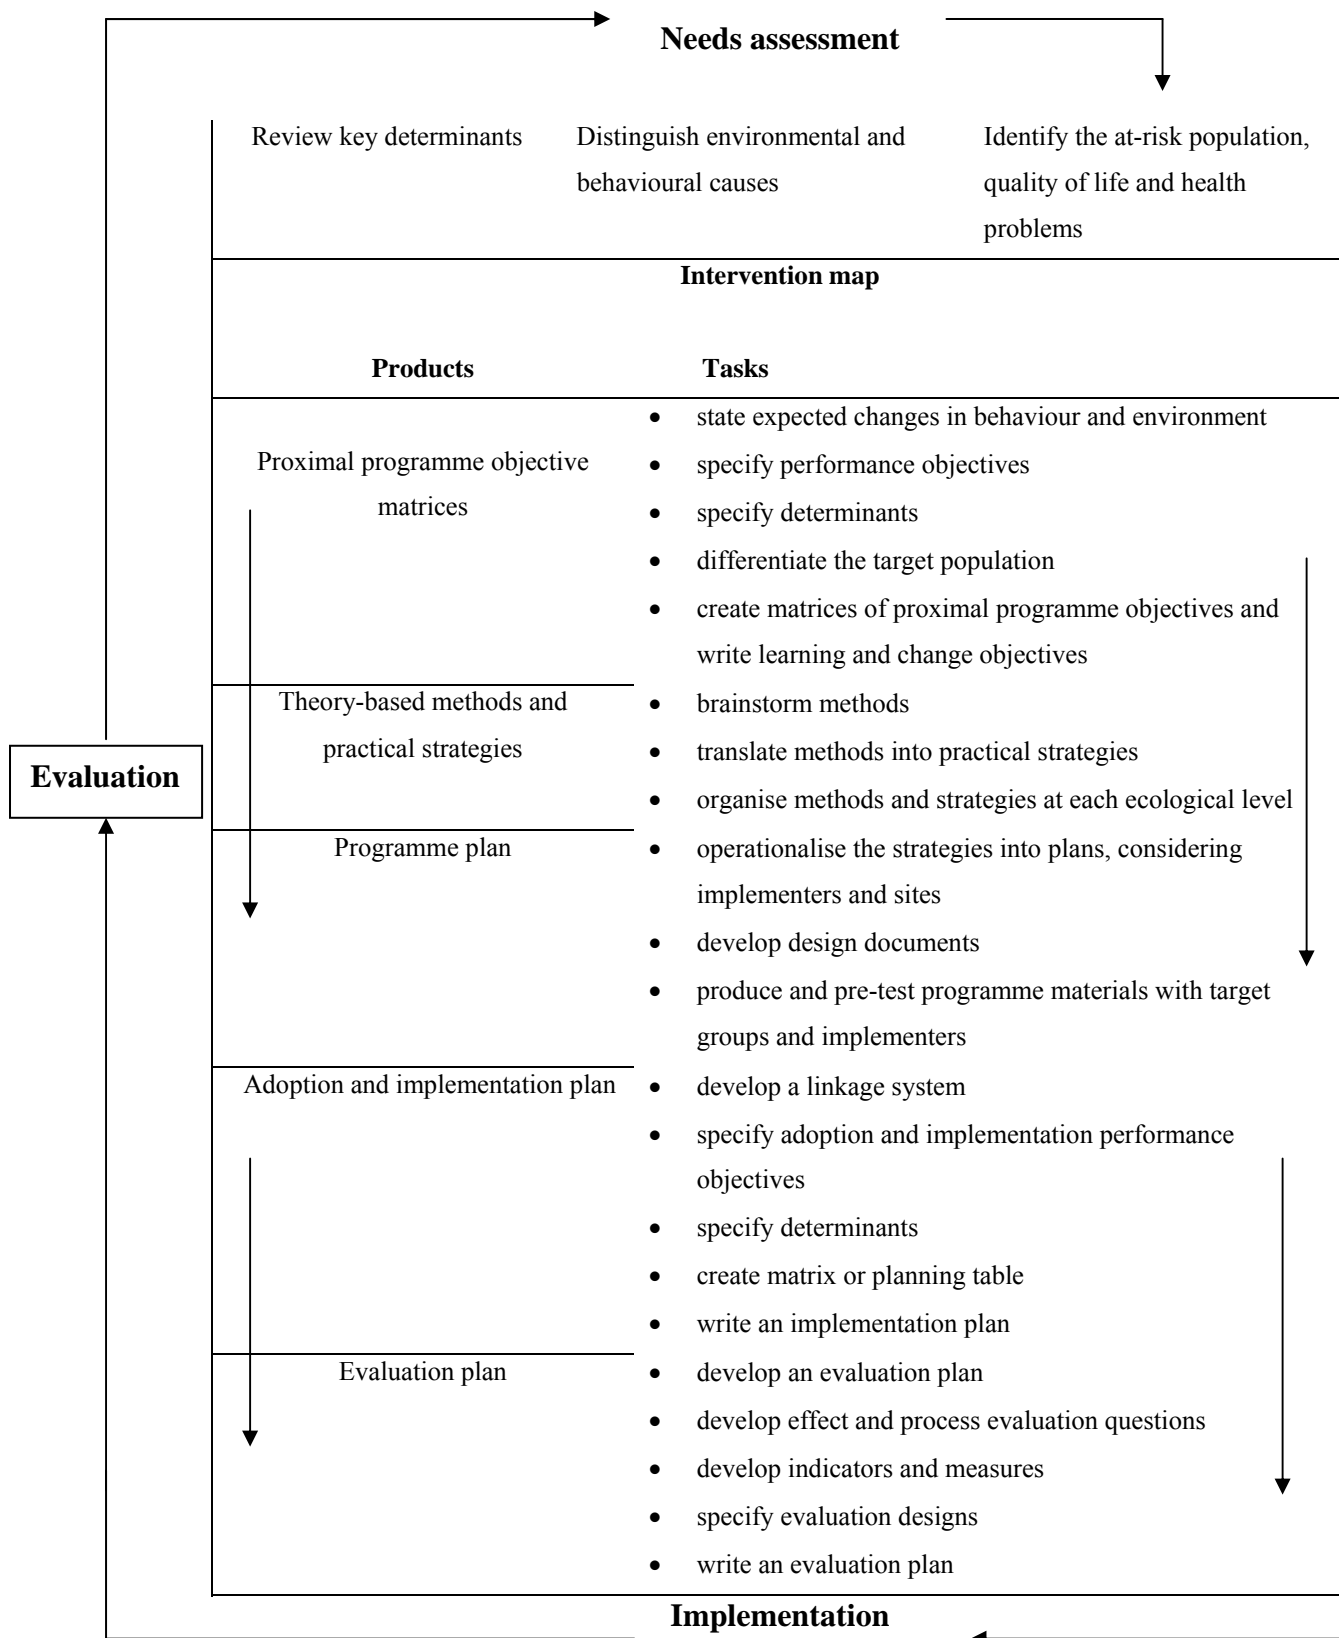 Needs assessment
Review key determinants
Distinguish environmental and
behavioural causes
Identify the at-risk population,
quality of life and health
problems
Intervention map
Products
Tasks
Proximal programme objective
matrices
• state expected changes in behaviour and environment
• specify performance objectives
• specify determinants
• differentiate the target population
• create matrices of proximal programme objectives and
write learning and change objectives
Theory-based methods and
practical strategies
• brainstorm methods
• translate methods into practical strategies
• organise methods and strategies at each ecological level
Evaluation
Programme plan
• operationalise the strategies into plans, considering
implementers and sites
• develop design documents
• produce and pre-test programme materials with target
groups and implementers
Adoption and implementation plan
• develop a linkage system
• specify adoption and implementation performance
objectives
• specify determinants
• create matrix or planning table
• write an implementation plan
Evaluation plan
• develop an evaluation plan
• develop effect and process evaluation questions
• develop indicators and measures
• specify evaluation designs
• write an evaluation plan
Implementation